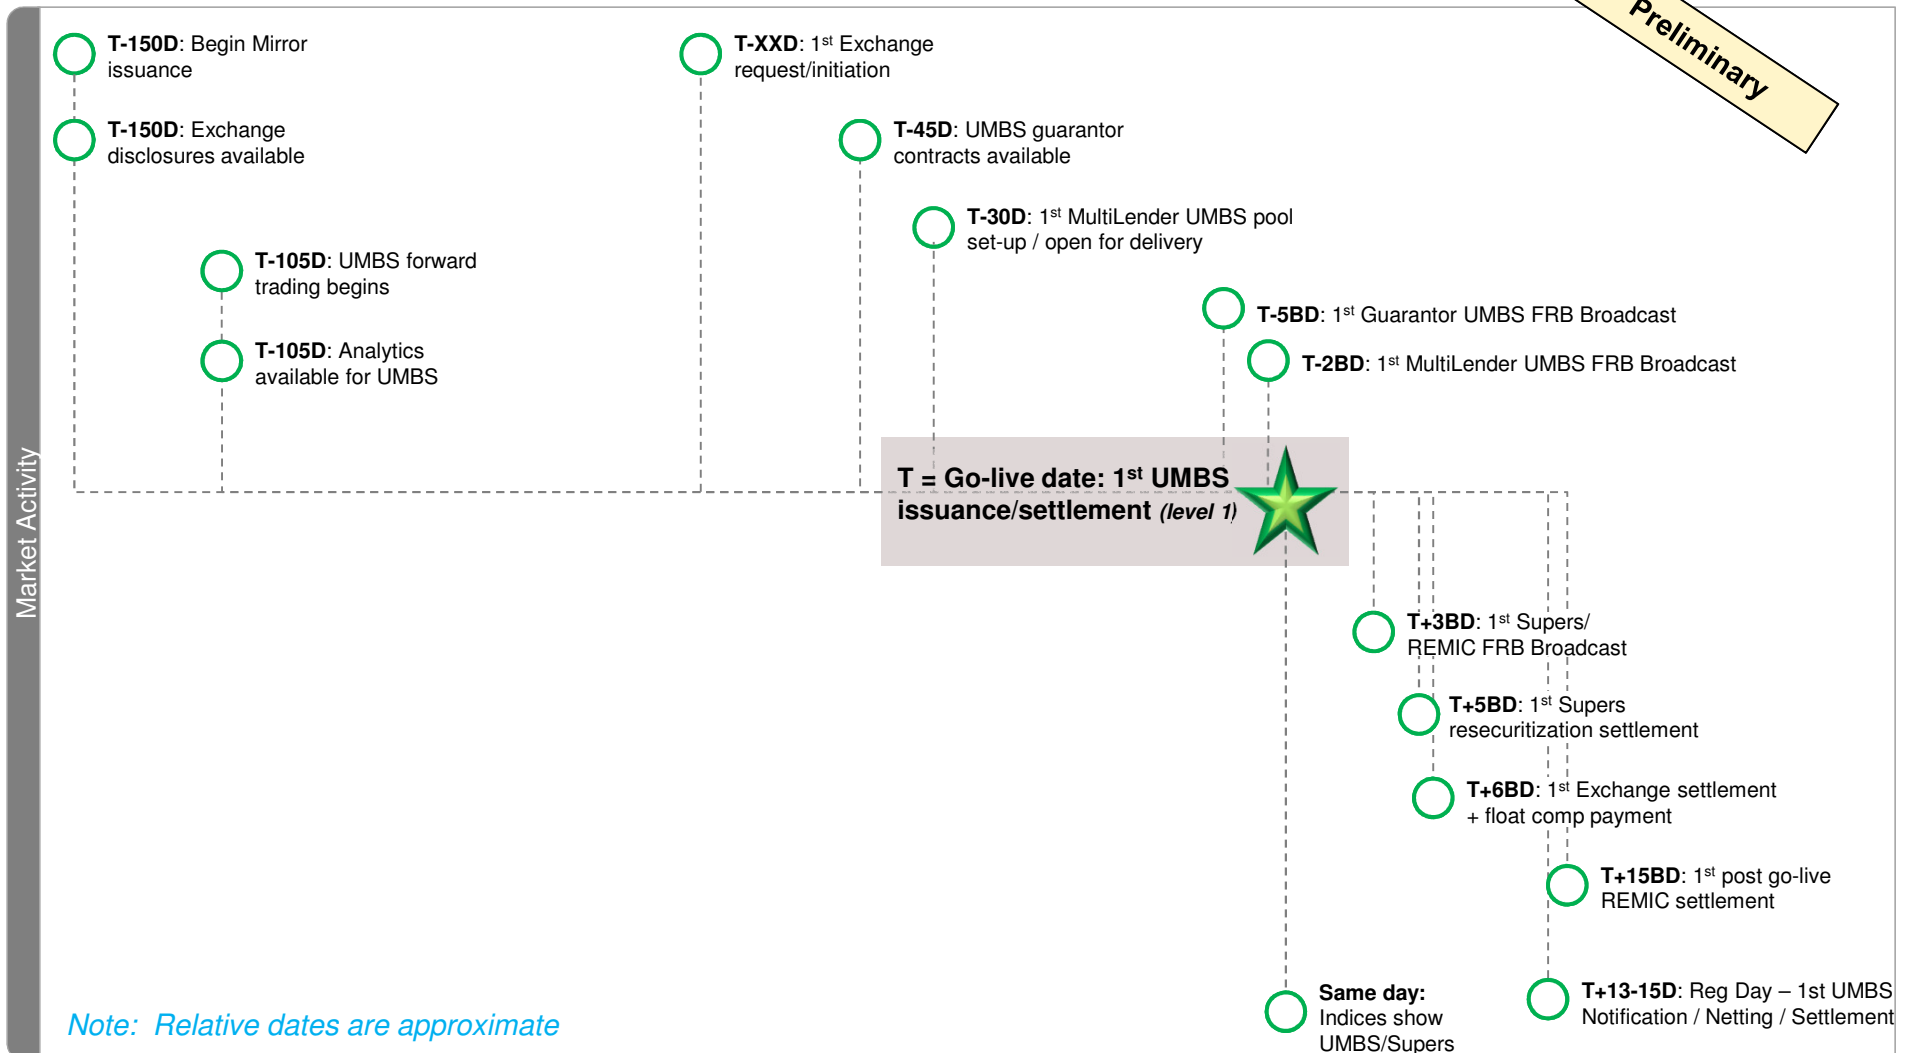 Preliminary
Market Activity
T-150D: Begin Mirror
issuance
T-150D: Exchange
disclosures available
T-105D: UMBS forward
trading begins
T-105D: Analytics
available for UMBS
T-XXD: 1st Exchange
request/initiation
T-45D: UMBS guarantor
contracts available
T-30D: 1st MultiLender UMBS pool
set-up / open for delivery
T-5BD: 1st Guarantor UMBS FRB Broadcast
T-2BD: 1st MultiLender UMBS FRB Broadcast
T = Go-live date: 1st UMBS
issuance/settlement (level 1)
T+3BD: 1st Supers/
REMIC FRB Broadcast
T+5BD: 1st Supers
resecuritization settlement
T+6BD: 1st Exchange settlement
+ float comp payment
T+15BD: 1st post go-live
REMIC settlement
T+13-15D: Reg Day – 1st UMBS
Notification / Netting / Settlement
Same day:
Indices show
UMBS/Supers
Note: Relative dates are approximate